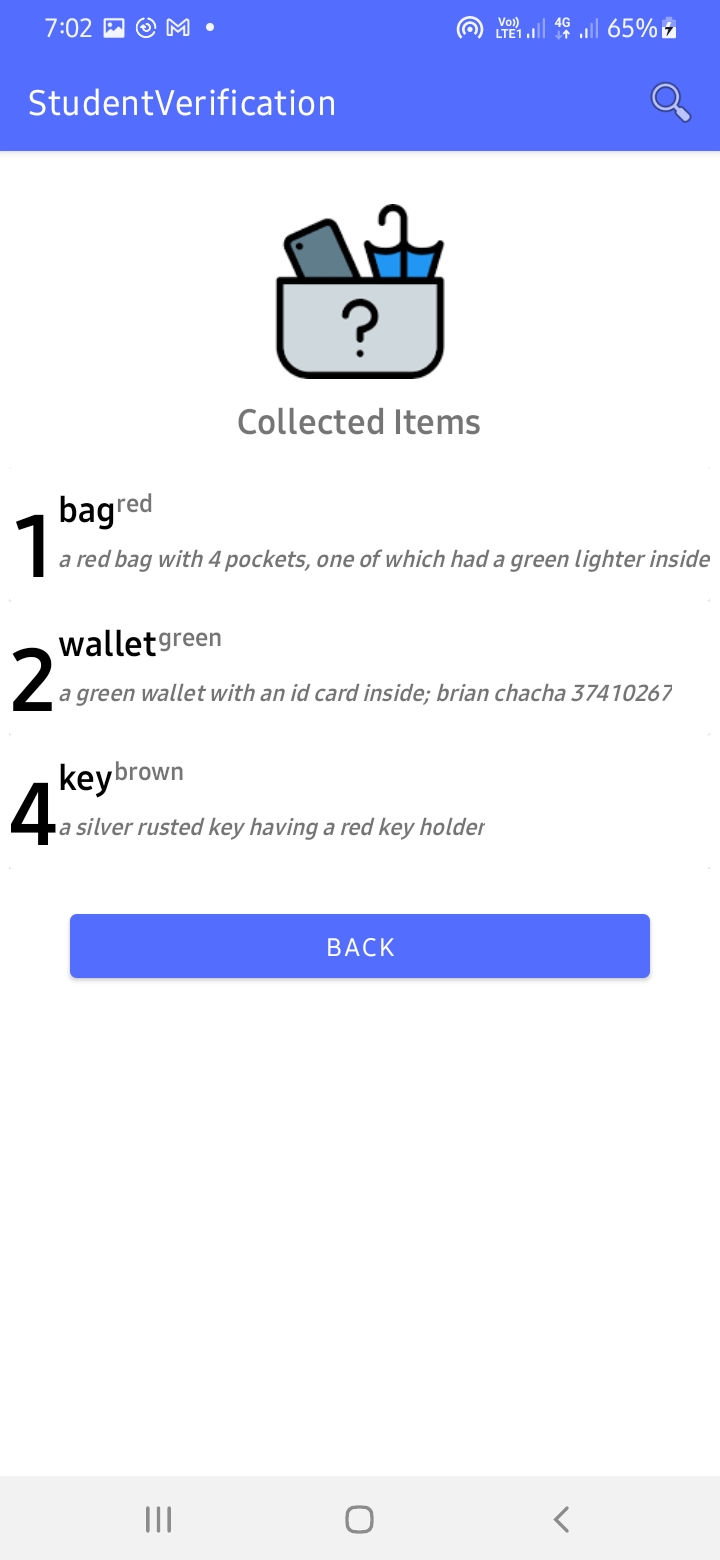 7:02 Vo)) LTE1 4G 65%
StudentVerification
?
Collected Items
1 bag red
a red bag with 4 pockets, one of which had a green lighter inside
2 wallet green
a green wallet with an id card inside; brian chacha 37410267
4 key brown
a silver rusted key having a red key holder
BACK